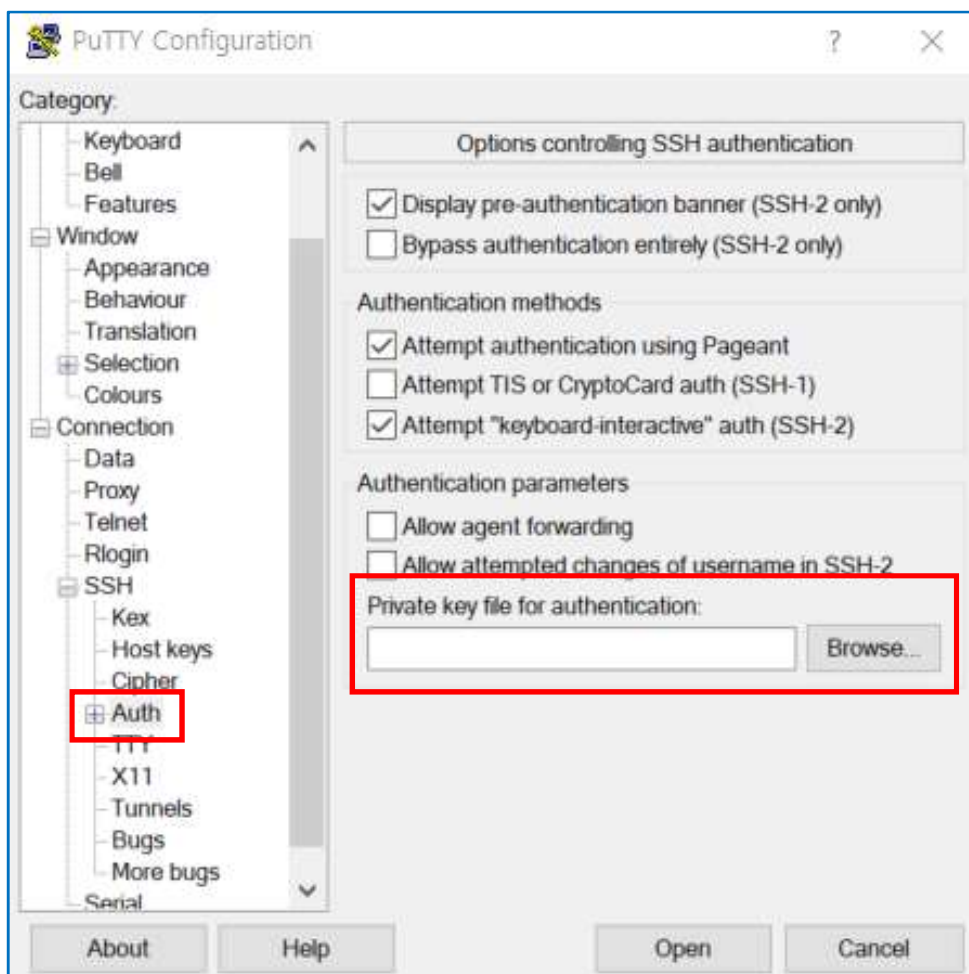 PuTTY Configuration
?
Category:
Keyboard
Bell
Features
Window
Appearance
Behaviour
Translation
Selection
Colours
Connection
Data
Proxy
Telnet
Rlogin
SSH
Kex
Host keys
Cipher
Auth
TTY
X11
Tunnels
Bugs
More bugs
Serial
Options controlling SSH authentication
Display pre-authentication banner (SSH-2 only)
Bypass authentication entirely (SSH-2 only)
Authentication methods
Attempt authentication using Pageant
Attempt TIS or CryptoCard auth (SSH-1)
Attempt "keyboard-interactive" auth (SSH-2)
Authentication parameters
Allow agent forwarding
Allow attempted changes of username in SSH-2
Private key file for authentication:
Browse...
About
Help
Open
Cancel